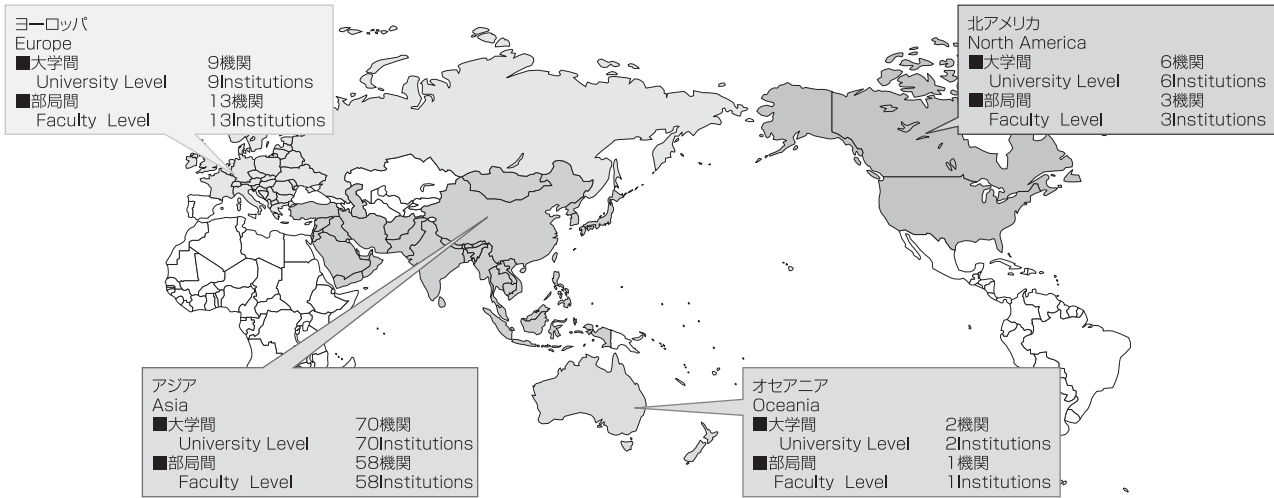 ヨーロッパ
Europe
■大学間 9機関
University Level 9Institutions
■部局間 13機関
Faculty Level 13Institutions
北アメリカ
North America
■大学間 6機関
University Level 6Institutions
■部局間 3機関
Faculty Level 3Institutions
アジア
Asia
■大学間 70機関
University Level 70Institutions
■部局間 58機関
Faculty Level 58Institutions
オセアニア
Oceania
■大学間 2機関
University Level 2Institutions
■部局間 1機関
Faculty Level 1Institutions